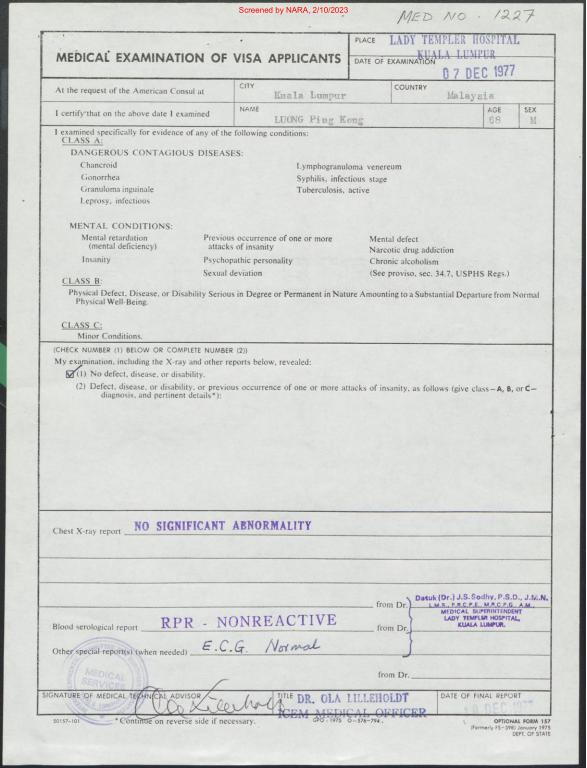 Screened by NARA, 2/10/2023
MED NO. 1227
MEDICAL EXAMINATION OF VISA APPLICANTS
PLACE LADY TEMPLER HOSPITAL
KUALA LUMPUR
DATE OF EXAMINATION
07 DEC 1977
At the request of the American Consul at
CITY
Kuala Lumpur
COUNTRY
Malaysia
I certify that on the above date I examined
NAME
LUONG Ping Kong
AGE
68
SEX
M
I examined specifically for evidence of any of the following conditions:
CLASS A:
DANGEROUS CONTAGIOUS DISEASES:
Chancroid
Gonorrhea
Granuloma inguinale
Leprosy, infectious
Lymphogranuloma venereum
Syphilis, infectious stage
Tuberculosis, active
MENTAL CONDITIONS:
Mental retardation
(mental deficiency)
Insanity
Previous occurrence of one or more
attacks of insanity
Psychopathic personality
Sexual deviation
Mental defect
Narcotic drug addiction
Chronic alcoholism
(See proviso, sec. 34.7, USPHS Regs.)
CLASS B:
Physical Defect, Disease, or Disability Serious in Degree or Permanent in Nature Amounting to a Substantial Departure from Normal
Physical Well-Being.
CLASS C:
Minor Conditions.
(CHECK NUMBER (1) BELOW OR COMPLETE NUMBER (2))
My examination, including the X-ray and other reports below, revealed:
(1) No defect, disease, or disability.
(2) Defect, disease, or disability, or previous occurrence of one or more attacks of insanity, as follows (give class—A, B, or C—
diagnosis, and pertinent details*):
Chest X-ray report NO SIGNIFICANT ABNORMALITY
from Dr.
Datuk (Dr.) J.S. Sodhy, P.S.D., J.M.N.
L.M.S., F.R.C.P.E., M.R.C.P.G., A.M.,
MEDICAL SUPERINTENDENT
LADY TEMPLER HOSPITAL,
KUALA LUMPUR.
Blood serological report RPR - NONREACTIVE from Dr.
Other special report(s) (when needed) E.C.G. Normal
from Dr.
MEDICAL
SERVICES
SIGNATURE OF MEDICAL TECHNICAL ADVISOR
TITLE DR. OLA LILLEHOLDT
ICEM MEDICAL OFFICER
DATE OF FINAL REPORT
10 DEC 1977
50157-101
*Continue on reverse side if necessary.
GPO : 1975 O-576-794
OPTIONAL FORM 157
(Formerly FS-398) January 1975
DEPT. OF STATE